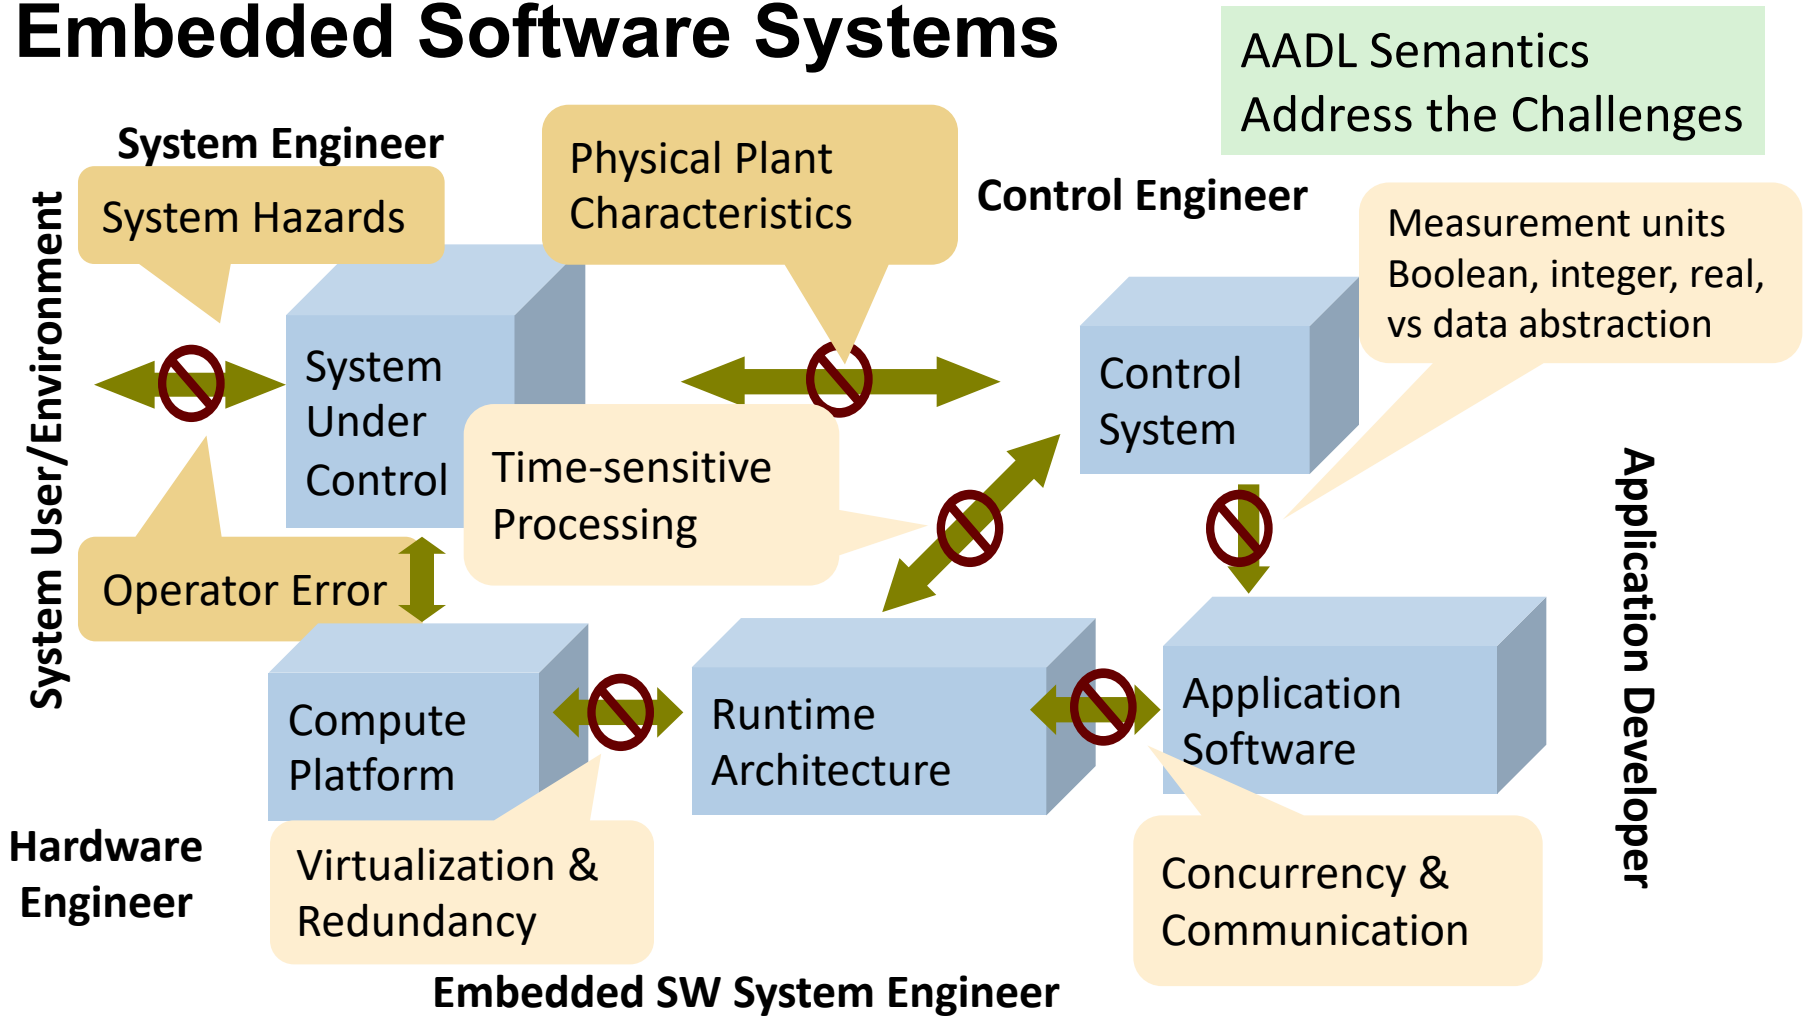 Embedded Software Systems
AADL Semantics
Address the Challenges
System Engineer
System Hazards
Physical Plant
Characteristics
Control Engineer
Measurement units
Boolean, integer, real,
vs data abstraction
System User/Environment
System
Under
Control
Control
System
Time-sensitive
Processing
Operator Error
Application Developer
Compute
Platform
Runtime
Architecture
Application
Software
Hardware
Engineer
Virtualization &
Redundancy
Concurrency &
Communication
Embedded SW System Engineer